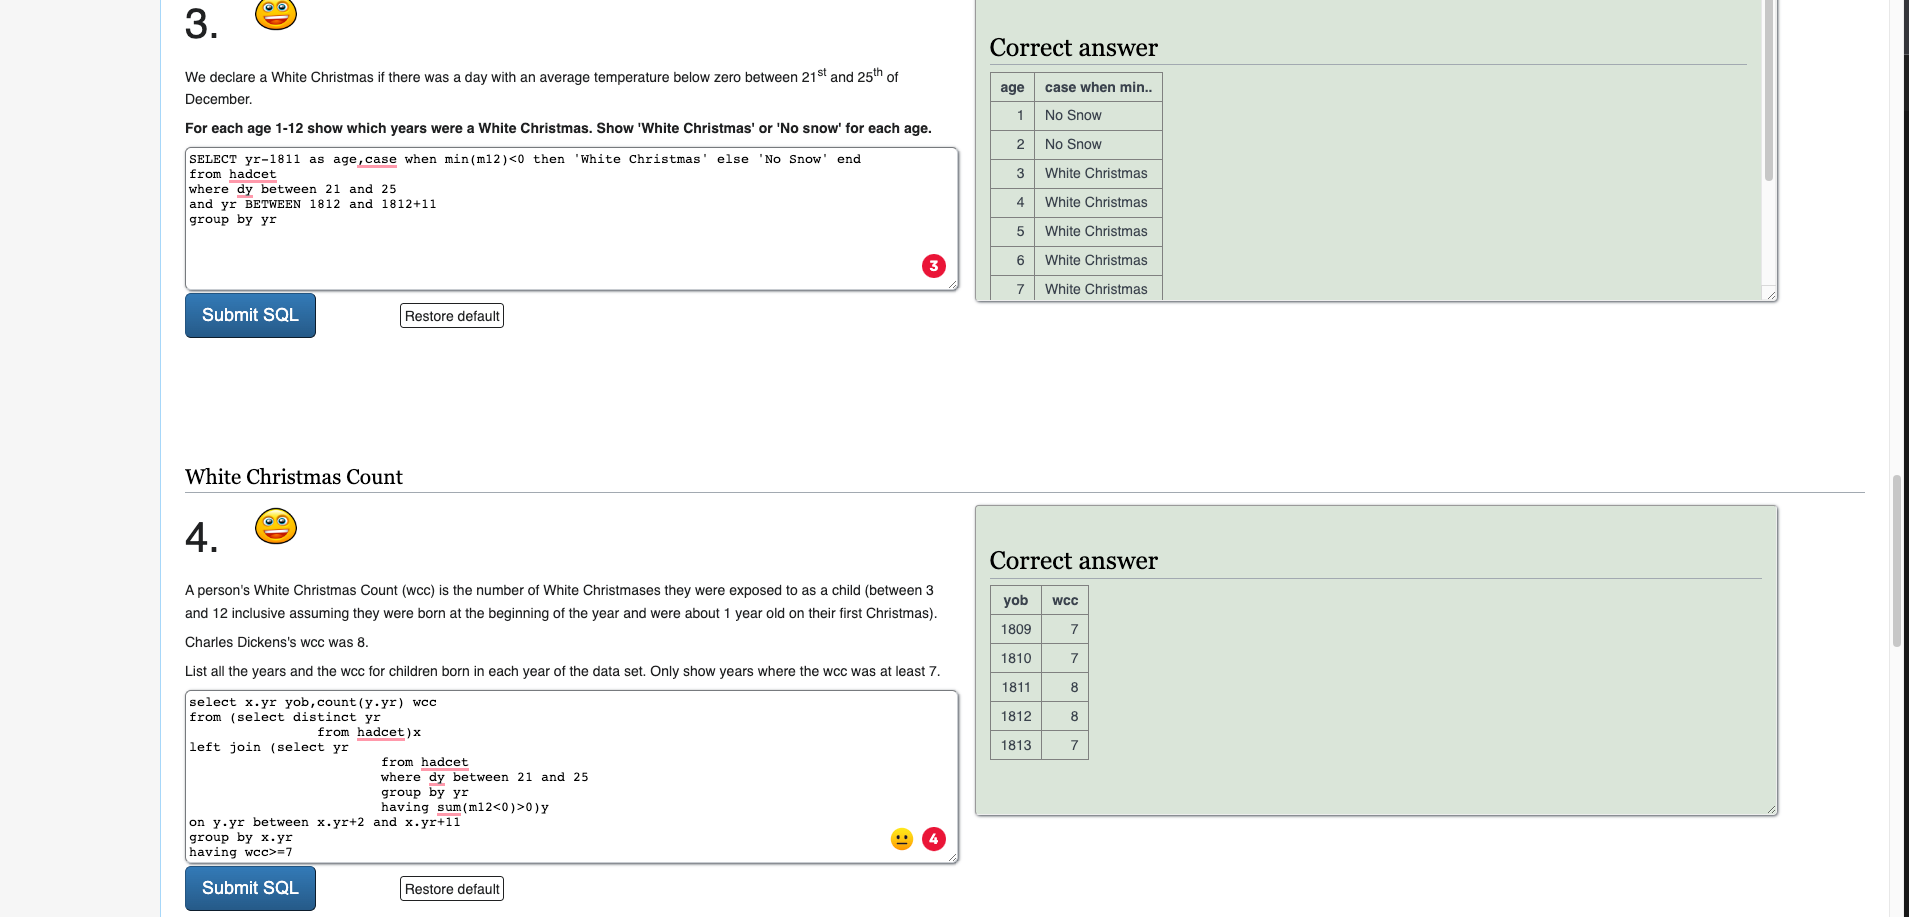 3.
We declare a White Christmas if there was a day with an average temperature below zero between 21st and 25th of
December.
For each age 1-12 show which years were a White Christmas. Show 'White Christmas' or 'No snow' for each age.
SELECT yr-1811 as age,case when min(m12)<0 then 'White Christmas' else 'No Snow' end
from hadcet
where dy between 21 and 25
and yr BETWEEN 1812 and 1812+11
group by yr
3
Submit SQL
Restore default
Correct answer
age case when min..
1 No Snow
2 No Snow
3 White Christmas
4 White Christmas
5 White Christmas
6 White Christmas
7 White Christmas
White Christmas Count
4.
A person's White Christmas Count (wcc) is the number of White Christmases they were exposed to as a child (between 3
and 12 inclusive assuming they were born at the beginning of the year and were about 1 year old on their first Christmas).
Charles Dickens's wcc was 8.
List all the years and the wcc for children born in each year of the data set. Only show years where the wcc was at least 7.
select x.yr yob,count(y.yr) wcc
from (select distinct yr
from hadcet)x
left join (select yr
from hadcet
where dy between 21 and 25
group by yr
having sum(m12<0)>0)y
on y.yr between x.yr+2 and x.yr+11
group by x.yr
having wcc>=7
4
Submit SQL
Restore default
Correct answer
yob wcc
1809 7
1810 7
1811 8
1812 8
1813 7